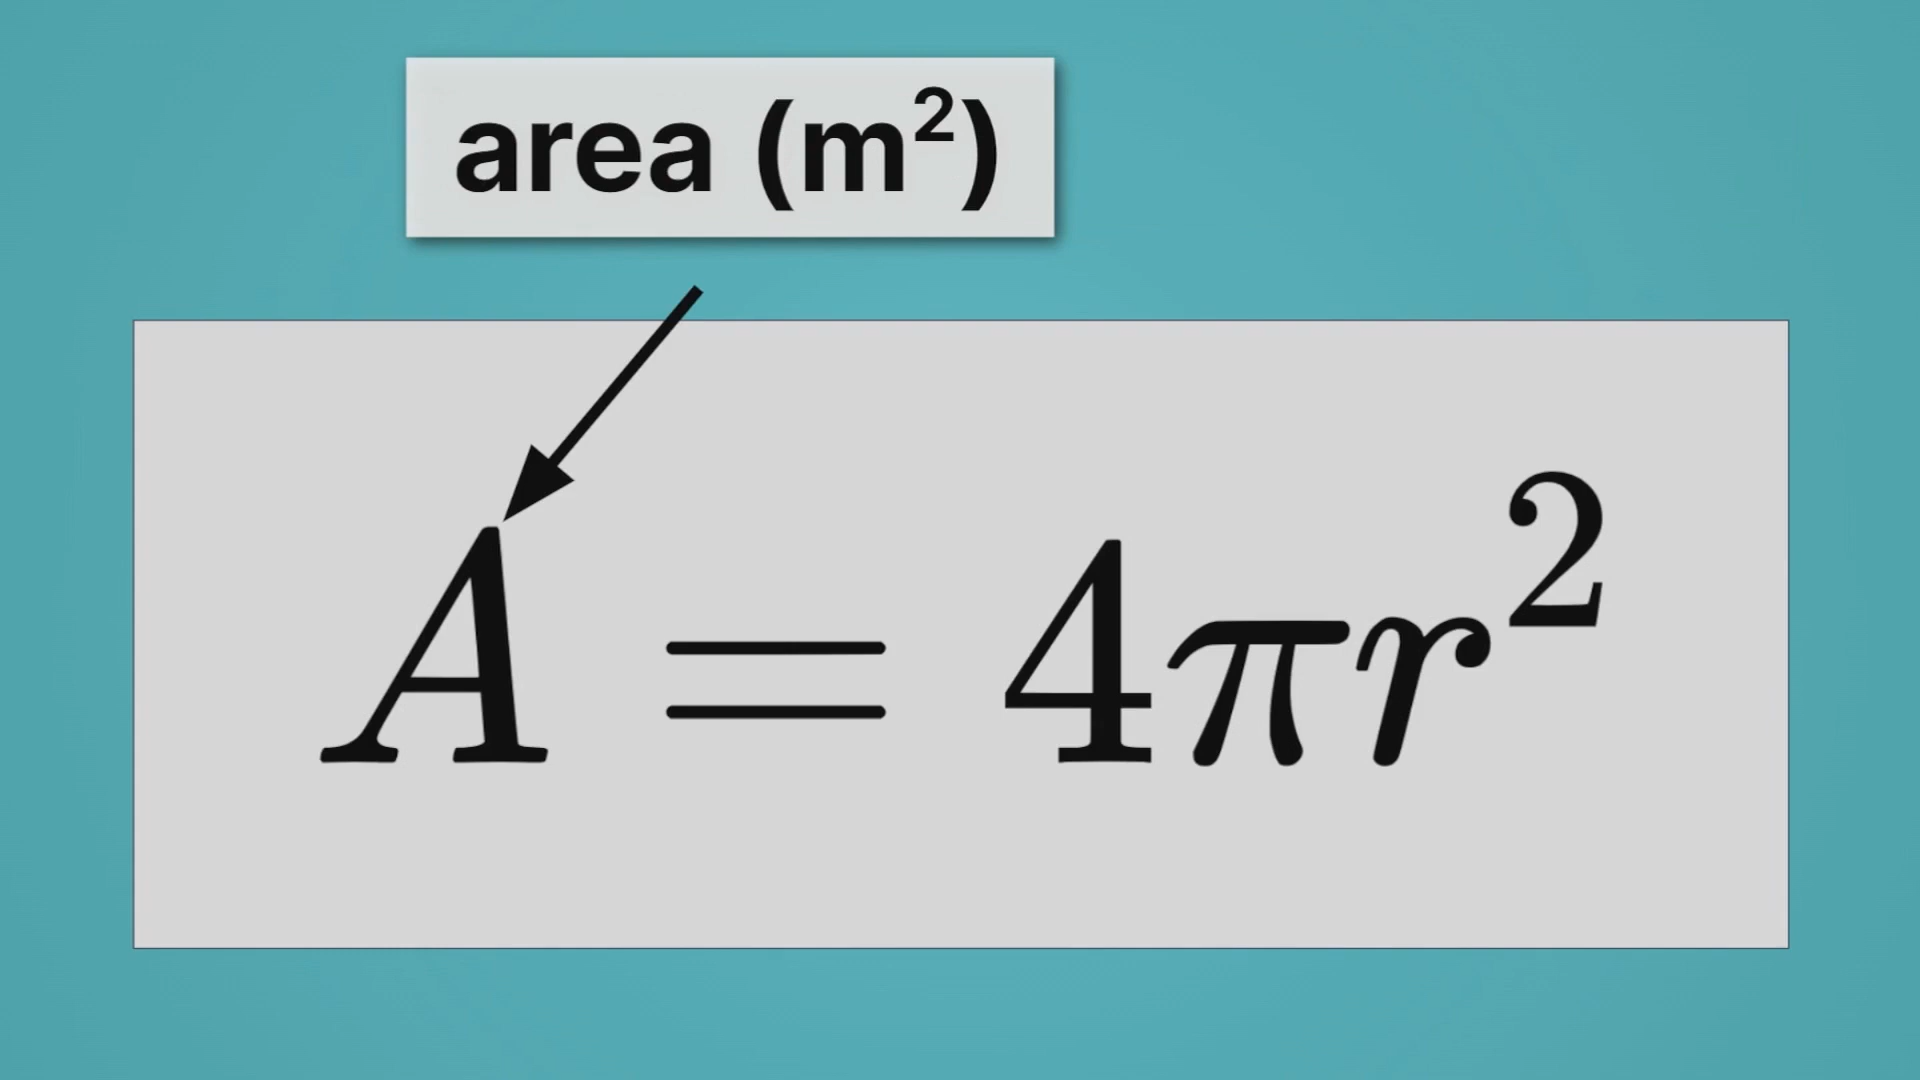 area (m²)
A = 4πr²